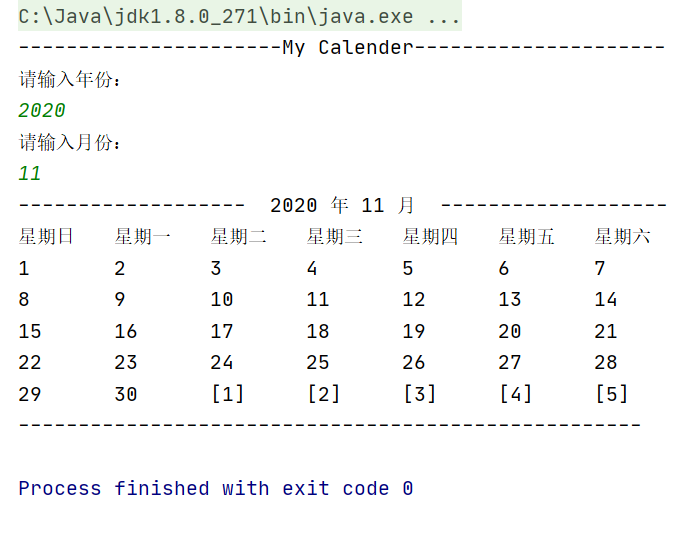 C:\Java\jdk1.8.0_271\bin\java.exe ...
----------------------My Calender---------------------
请输入年份:
2020
请输入月份:
11
-------------------  2020 年 11 月  -------------------
星期日 星期一 星期二 星期三 星期四 星期五 星期六
1 2 3 4 5 6 7
8 9 10 11 12 13 14
15 16 17 18 19 20 21
22 23 24 25 26 27 28
29 30 [1] [2] [3] [4] [5]
----------------------------------------------------
Process finished with exit code 0